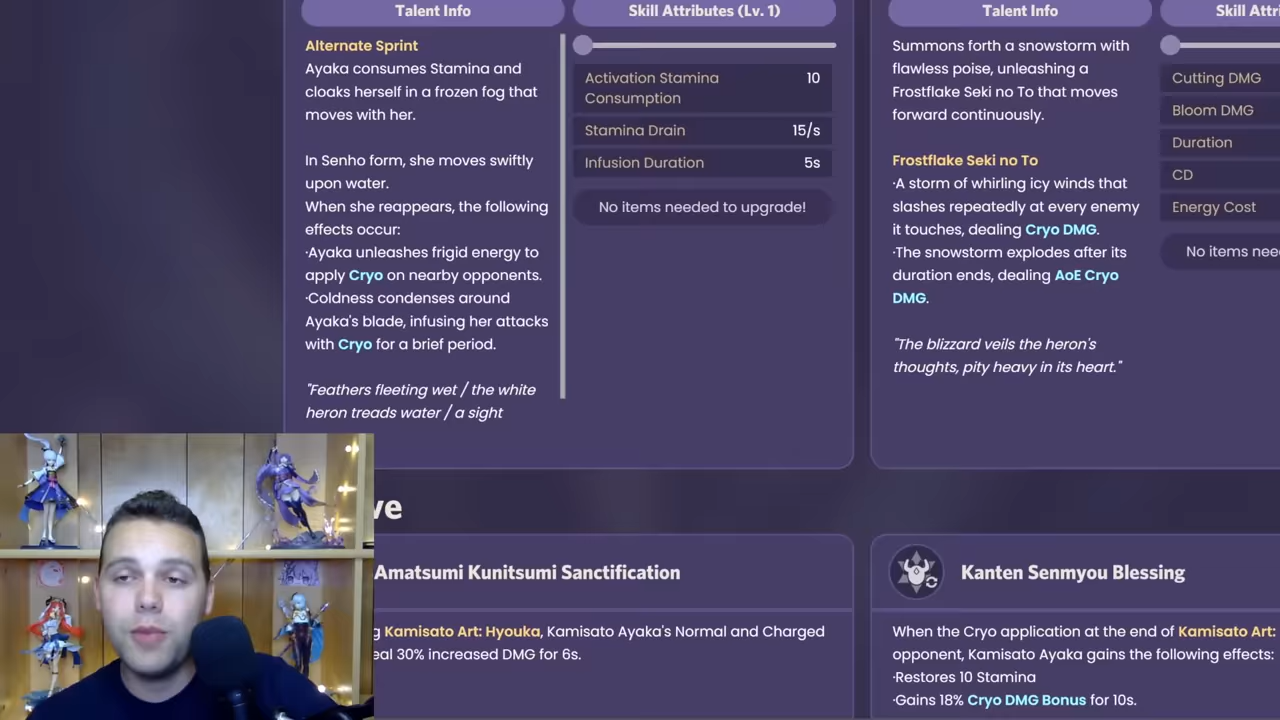 Talent Info
Skill Attributes (Lv. 1)
Alternate Sprint
Ayaka consumes Stamina and
cloaks herself in a frozen fog that
moves with her.
In Senho form, she moves swiftly
upon water.
When she reappears, the following
effects occur:
·Ayaka unleashes frigid energy to
apply Cryo on nearby opponents.
·Coldness condenses around
Ayaka's blade, infusing her attacks
with Cryo for a brief period.
"Feathers fleeting wet / the white
heron treads water / a sight
Activation Stamina 10
Consumption
Stamina Drain 15/s
Infusion Duration 5s
No items needed to upgrade!
Talent Info
Skill Attri
Summons forth a snowstorm with
flawless poise, unleashing a
Frostflake Seki no To that moves
forward continuously.
Frostflake Seki no To
·A storm of whirling icy winds that
slashes repeatedly at every enemy
it touches, dealing Cryo DMG.
·The snowstorm explodes after its
duration ends, dealing AoE Cryo
DMG.
"The blizzard veils the heron's
thoughts, pity heavy in its heart."
Cutting DMG
Bloom DMG
Duration
CD
Energy Cost
No items nee
ve
Amatsumi Kunitsumi Sanctification
g Kamisato Art: Hyouka, Kamisato Ayaka's Normal and Charged
eal 30% increased DMG for 6s.
Kanten Senmyou Blessing
When the Cryo application at the end of Kamisato Art:
opponent, Kamisato Ayaka gains the following effects:
·Restores 10 Stamina
·Gains 18% Cryo DMG Bonus for 10s.